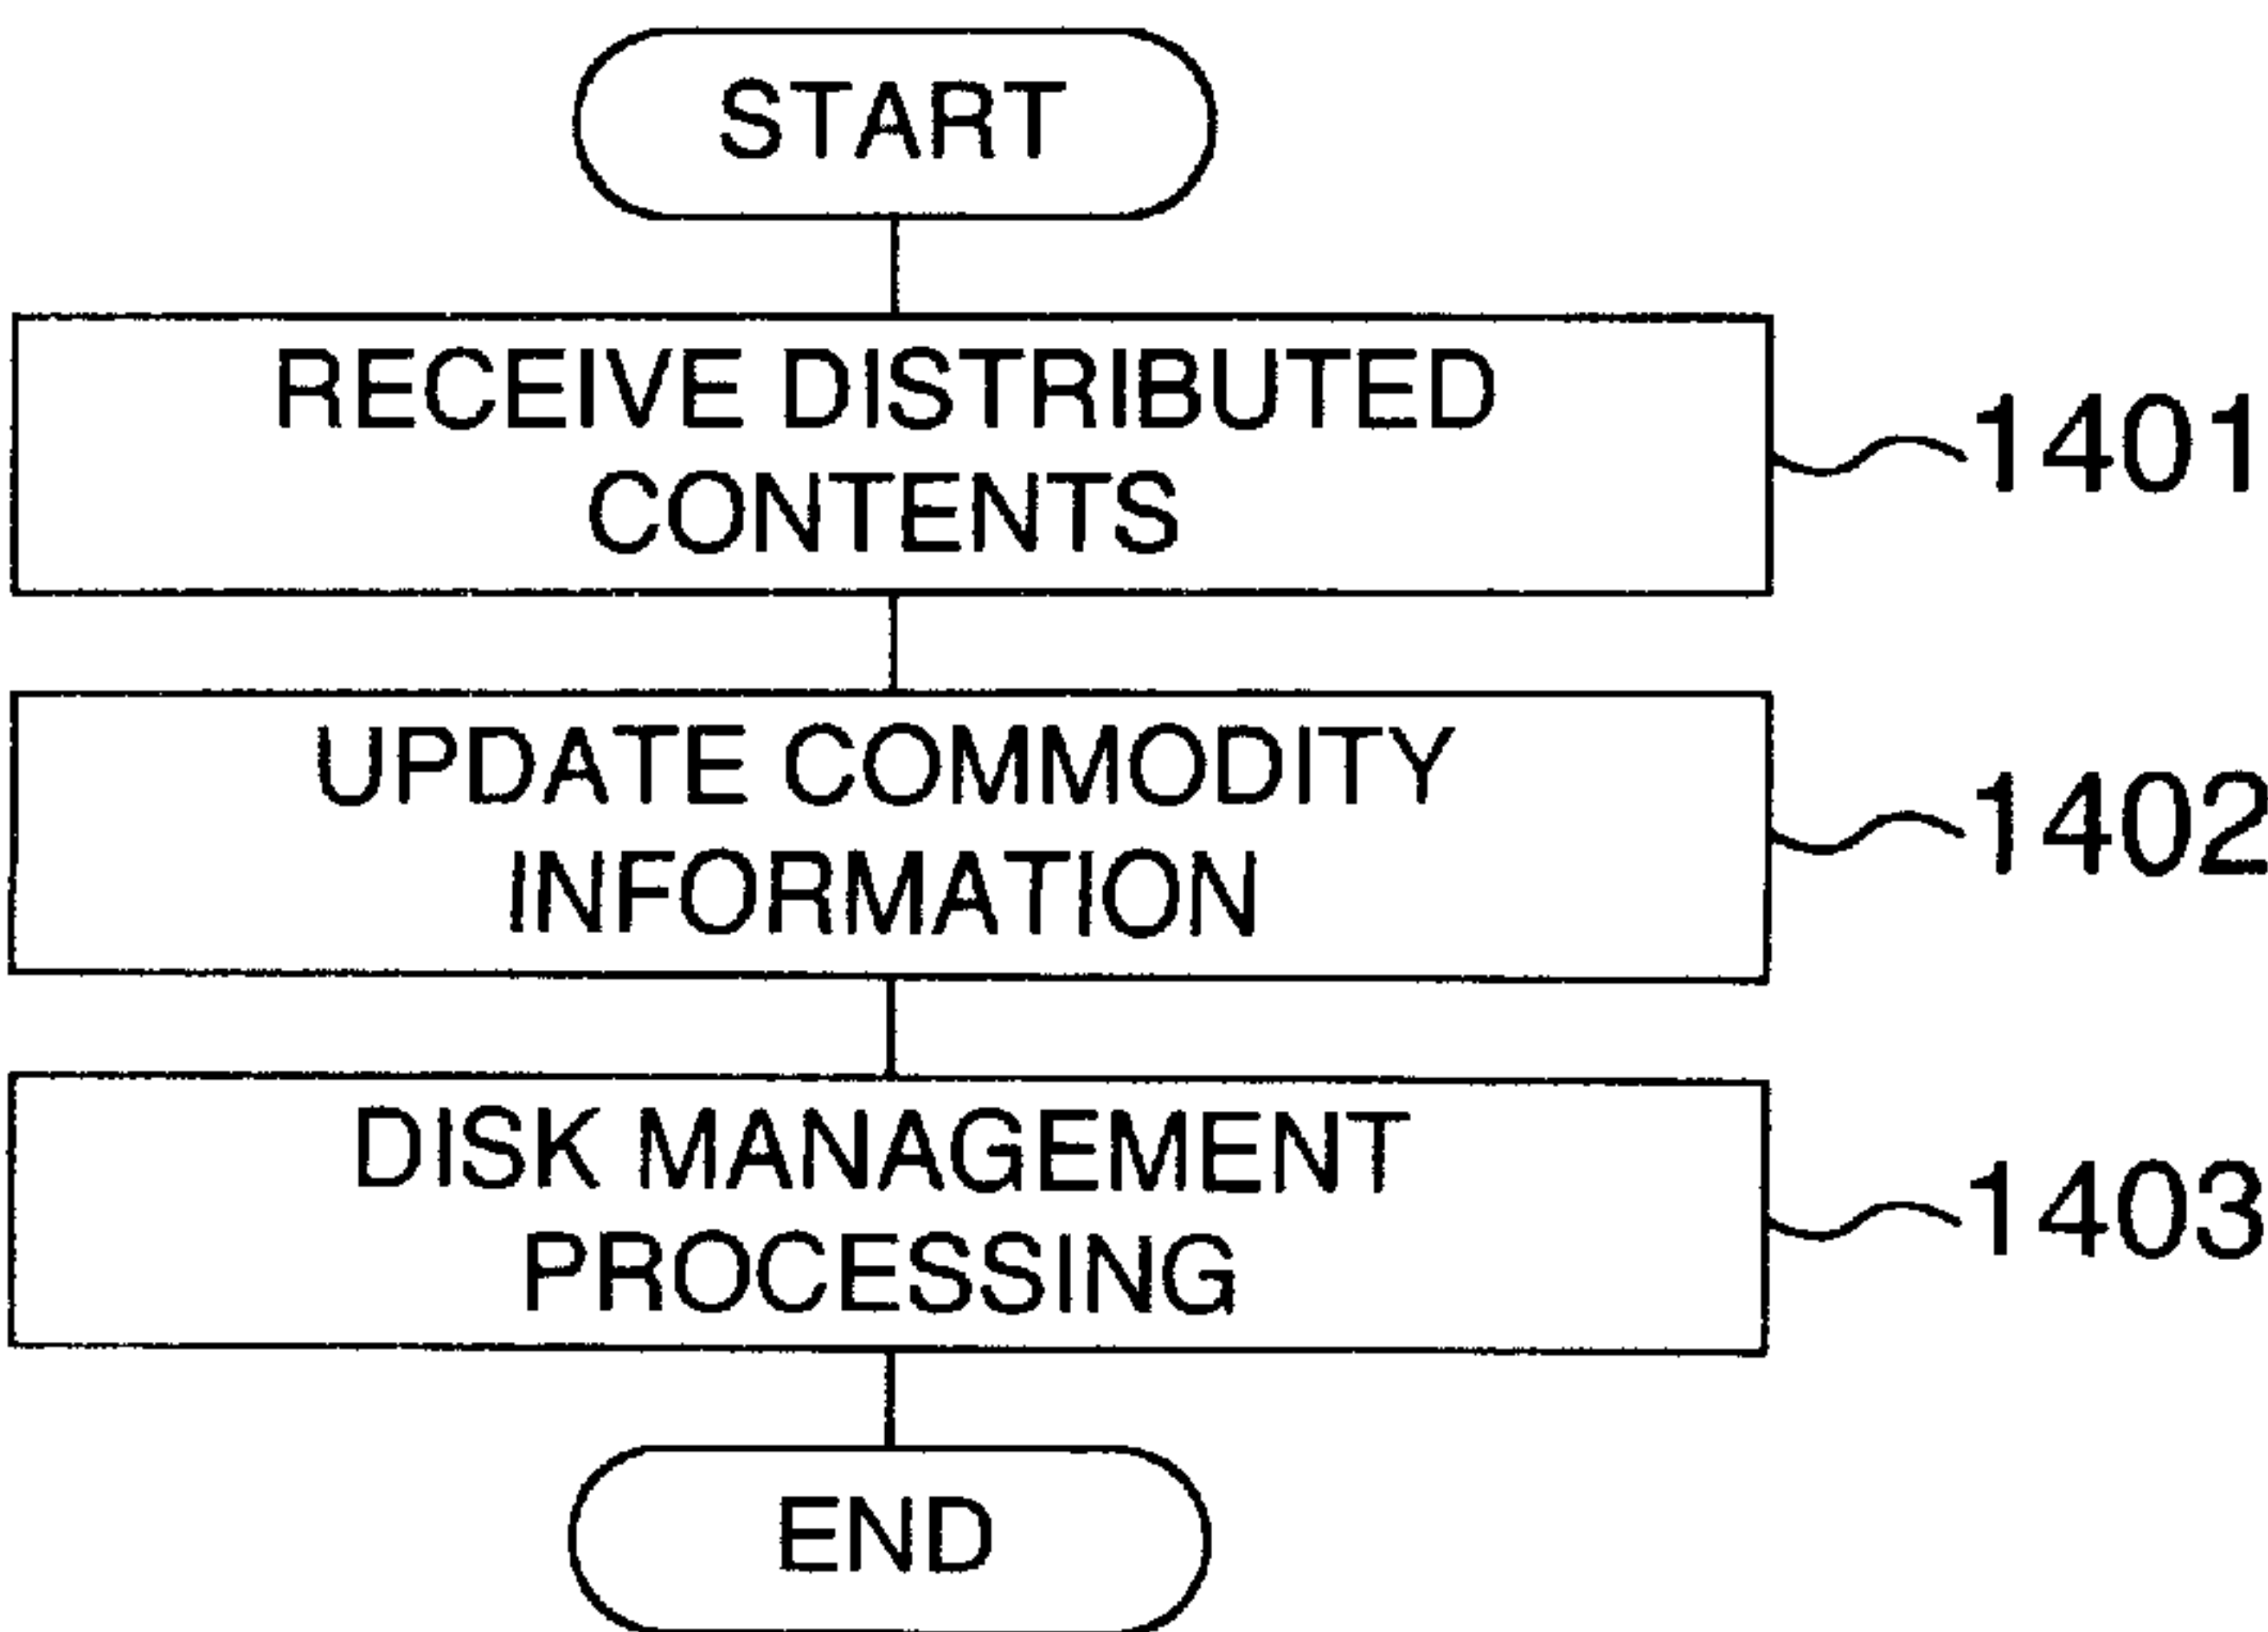 START
RECEIVE DISTRIBUTED
CONTENTS
1401
UPDATE COMMODITY
INFORMATION
1402
DISK MANAGEMENT
PROCESSING
1403
END